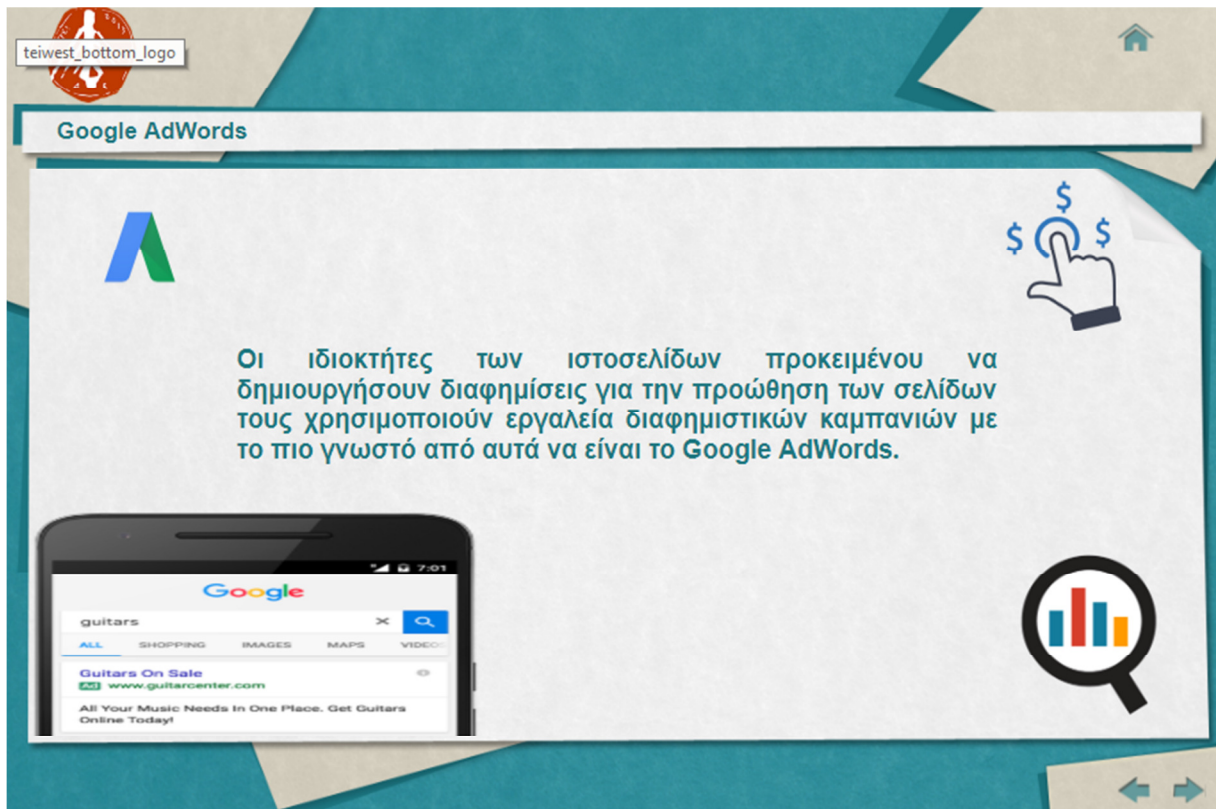 teiwest_bottom_logo
Google AdWords
$
$ $
Οι ιδιοκτήτες των ιστοσελίδων προκειμένου να
δημιουργήσουν διαφημίσεις για την προώθηση των σελίδων
τους χρησιμοποιούν εργαλεία διαφημιστικών καμπανιών με
το πιο γνωστό από αυτά να είναι το Google AdWords.
7:01
Google
guitars
ALL SHOPPING IMAGES MAPS VIDEOS
Guitars On Sale
Ad www.guitarcenter.com
All Your Music Needs In One Place. Get Guitars
Online Today!